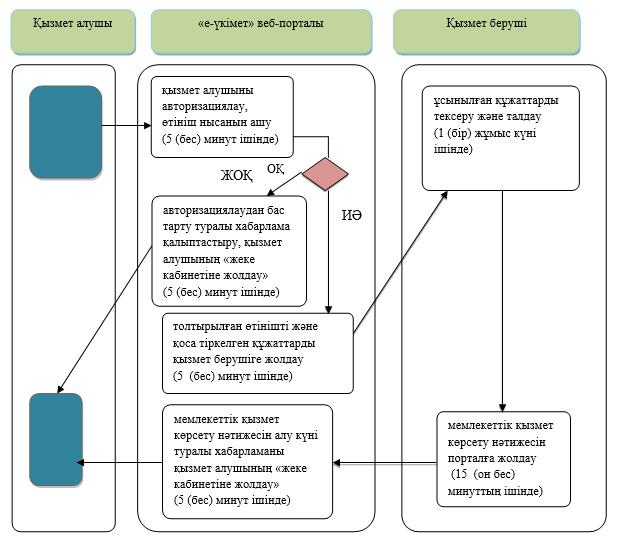 Қызмет алушы
«е-үкімет» веб-порталы
Қызмет беруші
қызмет алушыны
авторизациялау,
өтініш нысанын ашу
(5 (бес) минут ішінде)
ұсынылған құжаттарды
тексеру және талдау
(1 (бір) жұмыс күні
ішінде)
ЖОҚ
ОҚ
ИӘ
авторизациялаудан бас
тарту туралы хабарлама
қалыптастыру, қызмет
алушының «жеке
кабинетіне жолдау»
(5 (бес) минут ішінде)
толтырылған өтінішті және
қоса тіркелген құжаттарды
қызмет берушіге жолдау
(5 (бес) минут ішінде)
мемлекеттік қызмет
көрсету нәтижесін алу күні
туралы хабарламаны
қызмет алушының «жеке
кабинетіне жолдау»
(5 (бес) минут ішінде)
мемлекеттік қызмет
көрсету нәтижесін
порталға жолдау
(15 (он бес)
минуттың ішінде)